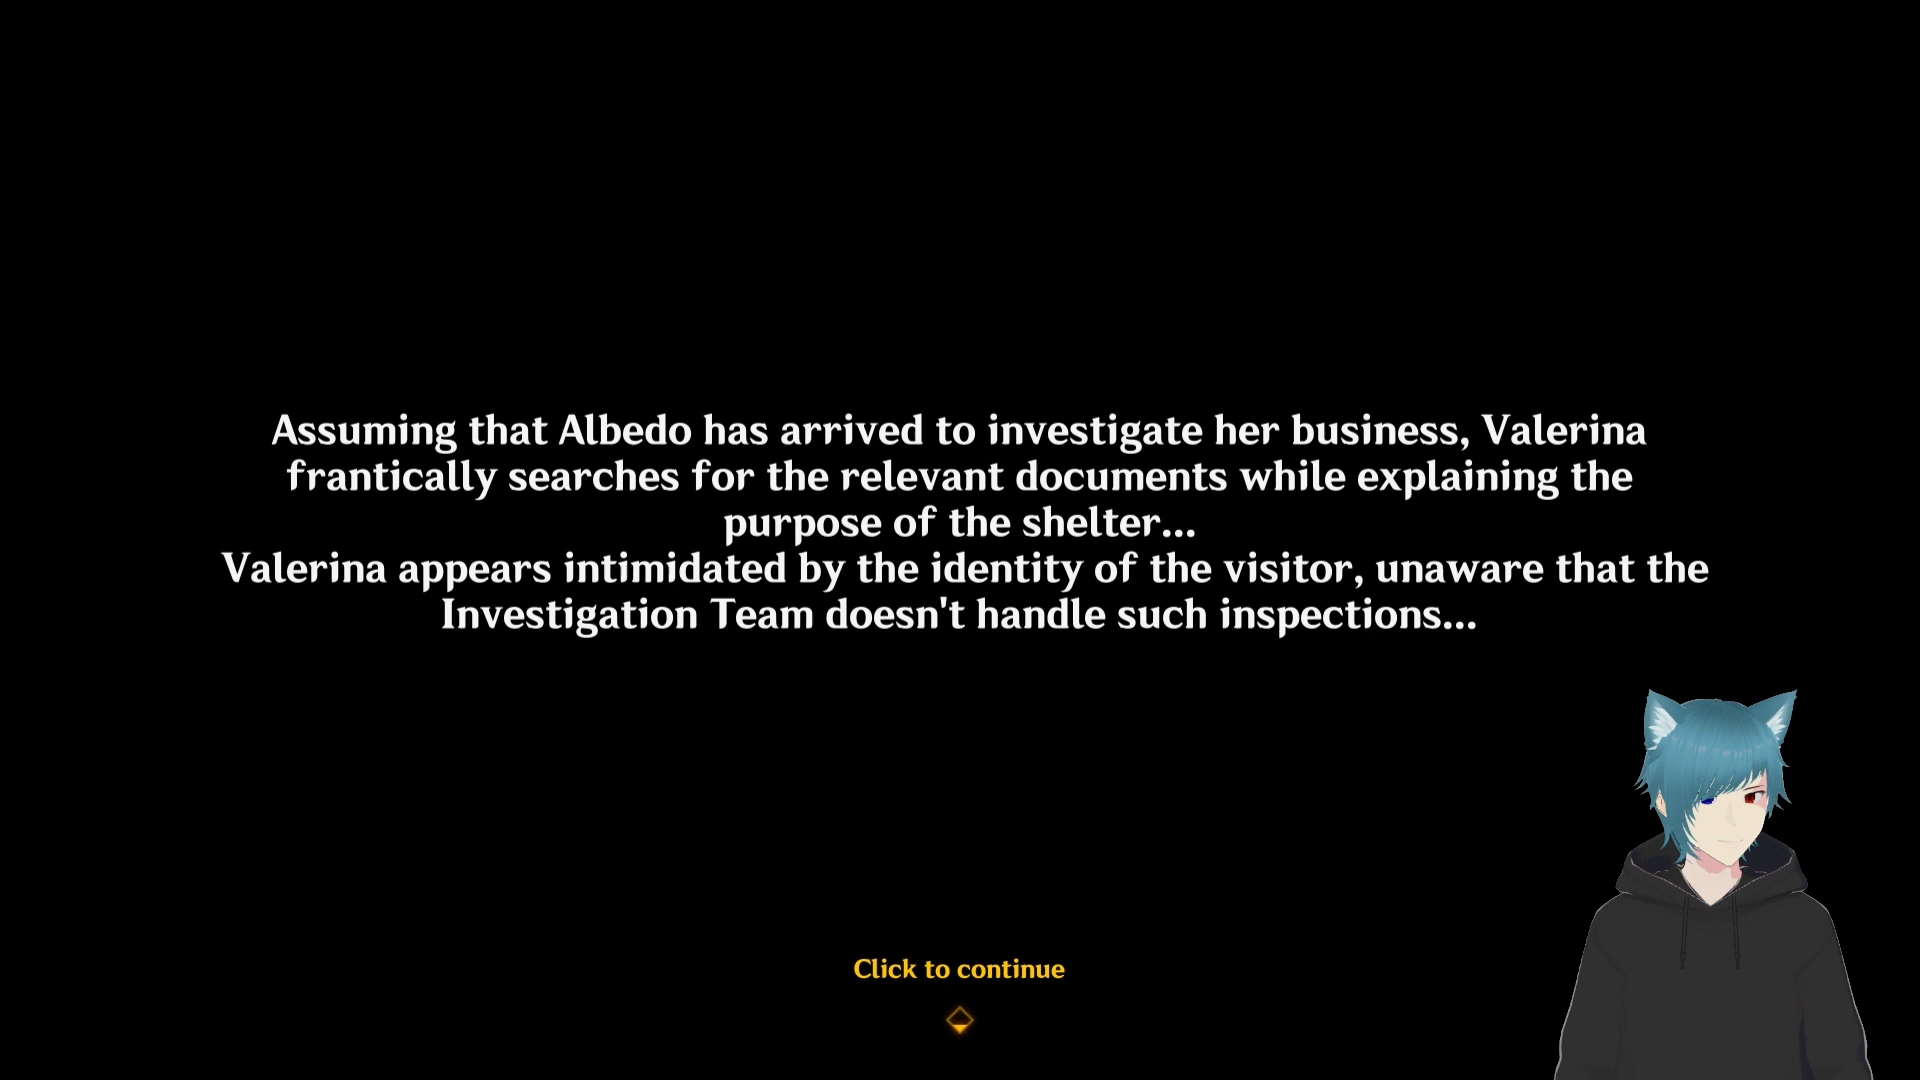 Assuming that Albedo has arrived to investigate her business, Valerina
frantically searches for the relevant documents while explaining the
purpose of the shelter...
Valerina appears intimidated by the identity of the visitor, unaware that the
Investigation Team doesn't handle such inspections...
Click to continue